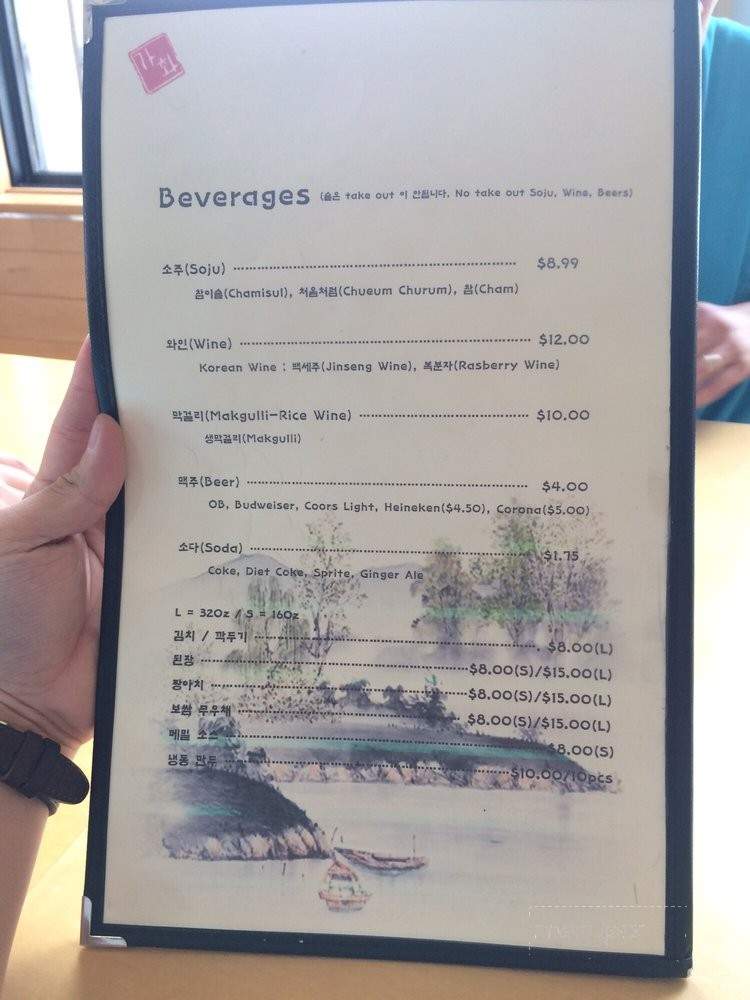 가화
Beverages (술은 take out 이 안됩니다. No take out Soju, Wine, Beers)
소주(Soju) $8.99
참이슬(Chamisul), 처음처럼(Chueum Churum), 참(Cham)
와인(Wine) $12.00
Korean Wine : 백세주(Jinseng Wine), 복분자(Rasberry Wine)
막걸리(Makgulli-Rice Wine) $10.00
생막걸리(Makgulli)
맥주(Beer) $4.00
OB, Budweiser, Coors Light, Heineken($4.50), Corona($5.00)
소다(Soda) $1.75
Coke, Diet Coke, Sprite, Ginger Ale
L = 32Oz / S = 16Oz
김치 / 깍두기 $8.00(L)
된장 $8.00(S)/$15.00(L)
짱아치 $8.00(S)/$15.00(L)
보쌈 무우채 $8.00(S)/$15.00(L)
메밀 소스 $8.00(S)
냉동 만두 $10.00/10pcs